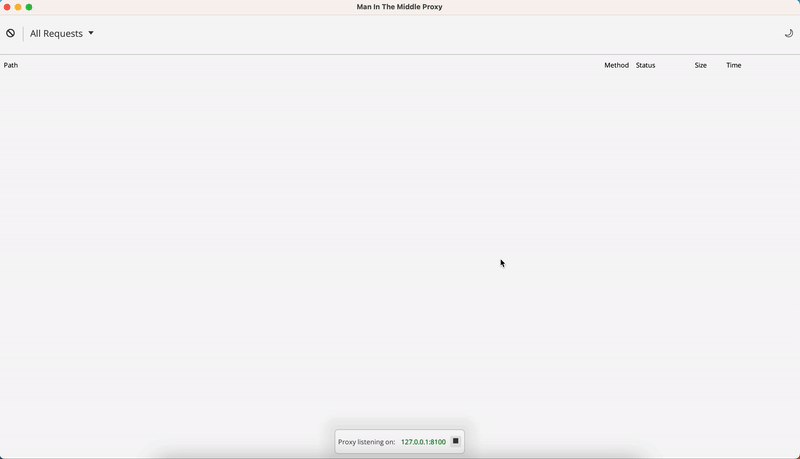 Man In The Middle Proxy
All Requests
Path Method Status Size Time
Proxy listening on: 127.0.0.1:8100